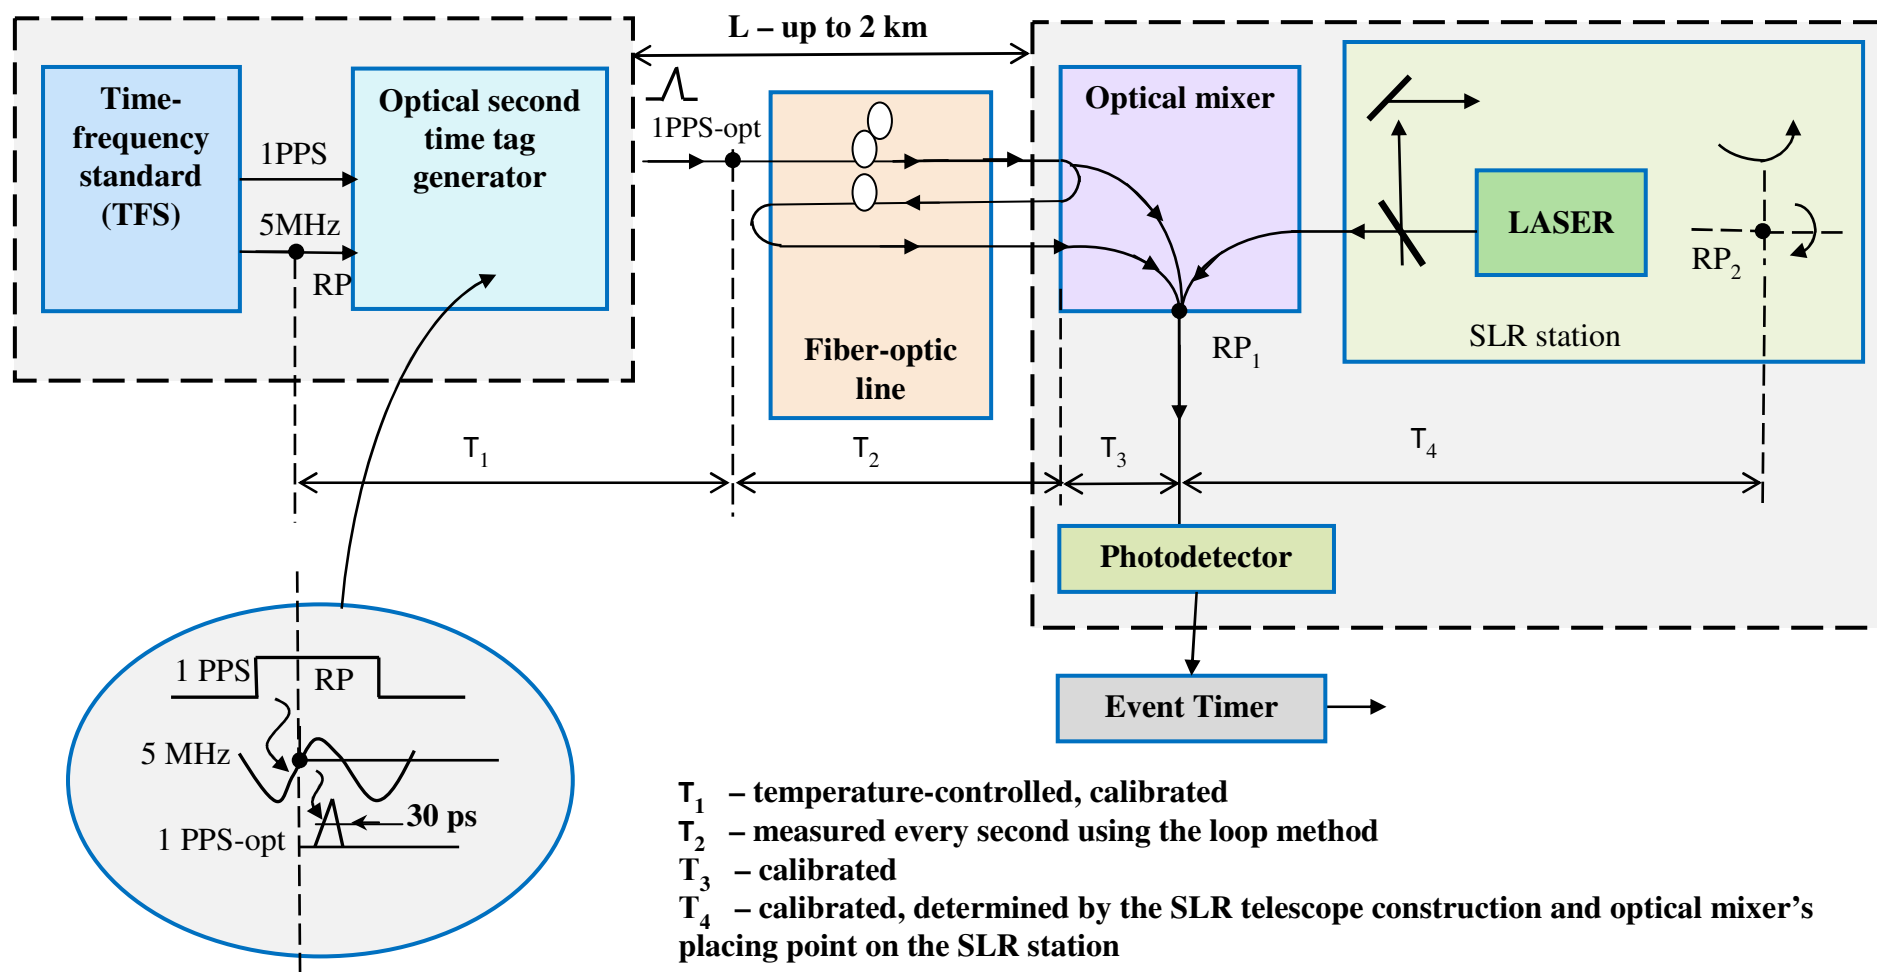 L – up to 2 km
Time-
frequency
standard
(TFS)
1PPS
5MHz
RP
Optical second
time tag
generator
1PPS-opt
Fiber-optic
line
Optical mixer
RP1
LASER
RP2
SLR station
T1
T2
T3
T4
Photodetector
Event Timer
1 PPS
RP
5 MHz
30 ps
1 PPS-opt
T1 – temperature-controlled, calibrated
T2 – measured every second using the loop method
T3 – calibrated
T4 – calibrated, determined by the SLR telescope construction and optical mixer’s
placing point on the SLR station